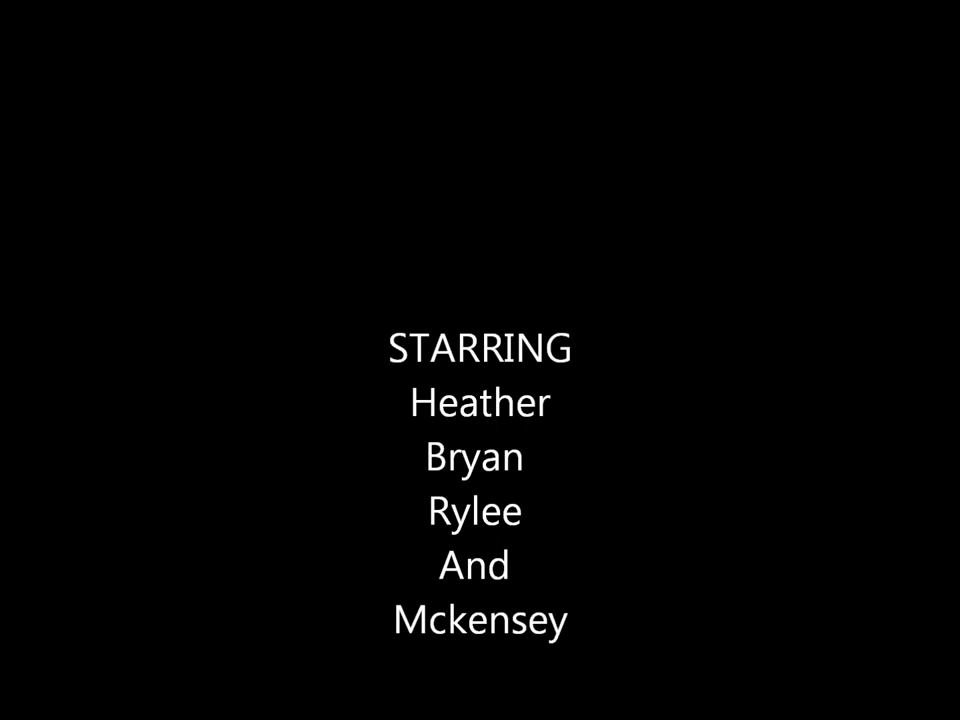 STARRING
Heather
Bryan
Rylee
And
Mckensey